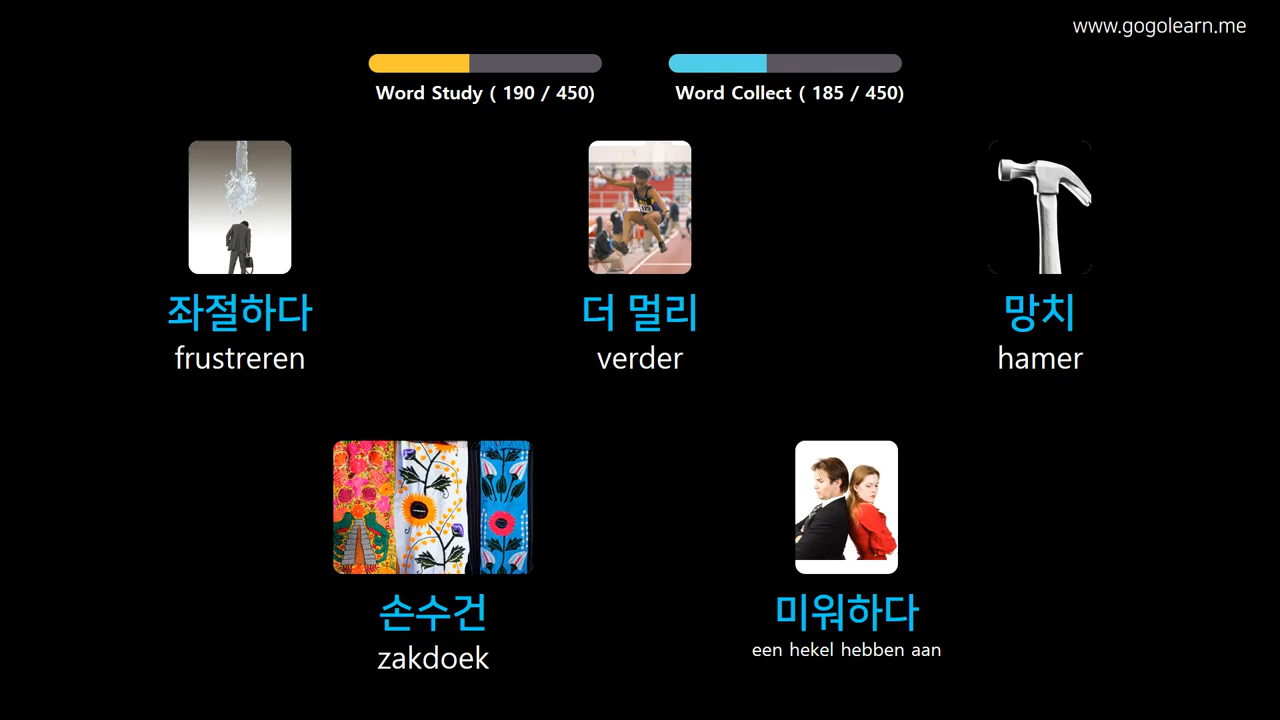 www.gogolearn.me
Word Study ( 190 / 450)
Word Collect ( 185 / 450)
좌절하다
frustreren
더 멀리
verder
망치
hamer
손수건
zakdoek
미워하다
een hekel hebben aan